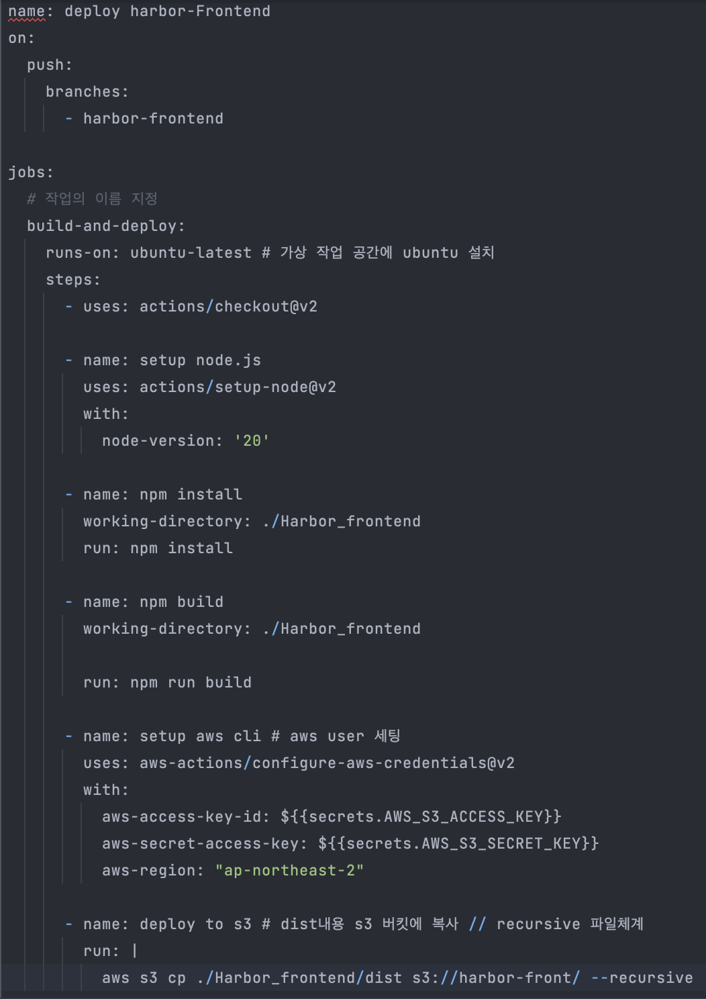 name: deploy harbor-Frontend
on:
  push:
    branches:
      - harbor-frontend

jobs:
  # 작업의 이름 지정
  build-and-deploy:
    runs-on: ubuntu-latest # 가상 작업 공간에 ubuntu 설치
    steps:
      - uses: actions/checkout@v2

      - name: setup node.js
        uses: actions/setup-node@v2
        with:
          node-version: '20'

      - name: npm install
        working-directory: ./Harbor_frontend
        run: npm install

      - name: npm build
        working-directory: ./Harbor_frontend

        run: npm run build

      - name: setup aws cli # aws user 세팅
        uses: aws-actions/configure-aws-credentials@v2
        with:
          aws-access-key-id: ${{secrets.AWS_S3_ACCESS_KEY}}
          aws-secret-access-key: ${{secrets.AWS_S3_SECRET_KEY}}
          aws-region: "ap-northeast-2"

      - name: deploy to s3 # dist내용 s3 버킷에 복사 // recursive 파일체계
        run: |
          aws s3 cp ./Harbor_frontend/dist s3://harbor-front/ --recursive